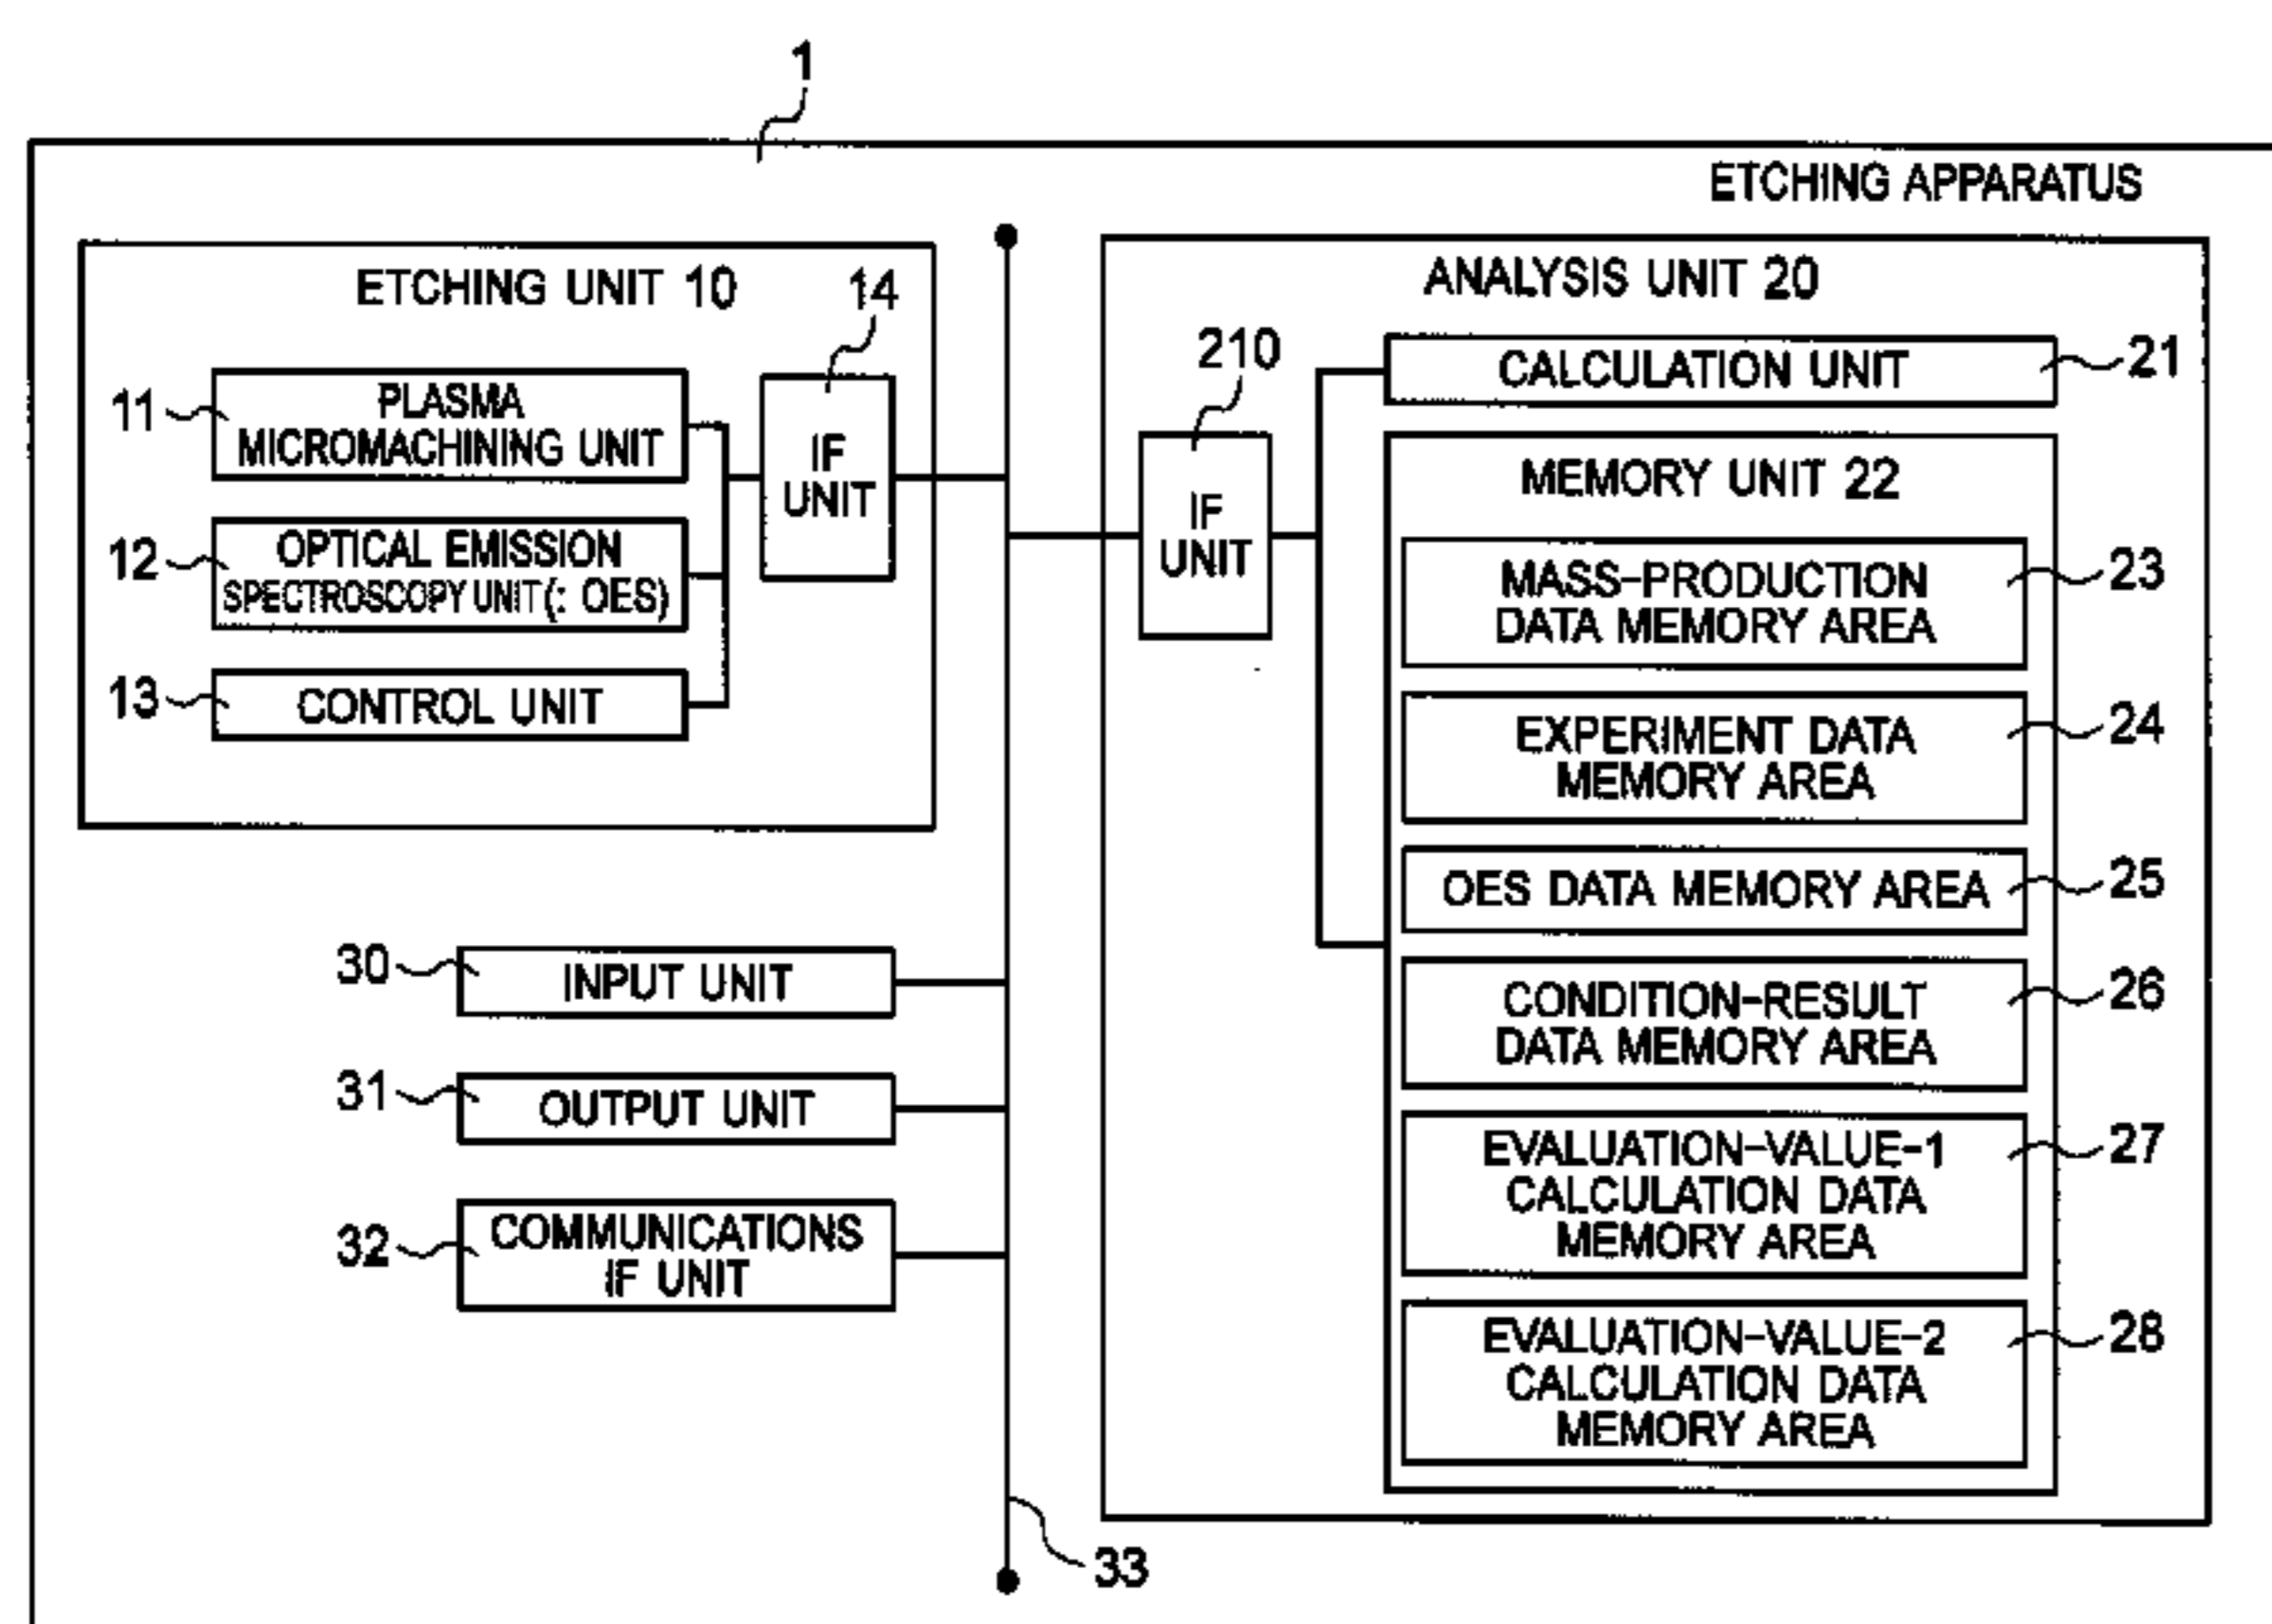 1
ETCHING APPARATUS
ETCHING UNIT 10
14
11
PLASMA
MICROMACHINING UNIT
IF
UNIT
12
OPTICAL EMISSION
SPECTROSCOPY UNIT(: OES)
13
CONTROL UNIT
30
INPUT UNIT
31
OUTPUT UNIT
32
COMMUNICATIONS
IF UNIT
33
ANALYSIS UNIT 20
210
IF
UNIT
CALCULATION UNIT
21
MEMORY UNIT 22
MASS-PRODUCTION
DATA MEMORY AREA
23
EXPERIMENT DATA
MEMORY AREA
24
OES DATA MEMORY AREA
25
CONDITION-RESULT
DATA MEMORY AREA
26
EVALUATION-VALUE-1
CALCULATION DATA
MEMORY AREA
27
EVALUATION-VALUE-2
CALCULATION DATA
MEMORY AREA
28